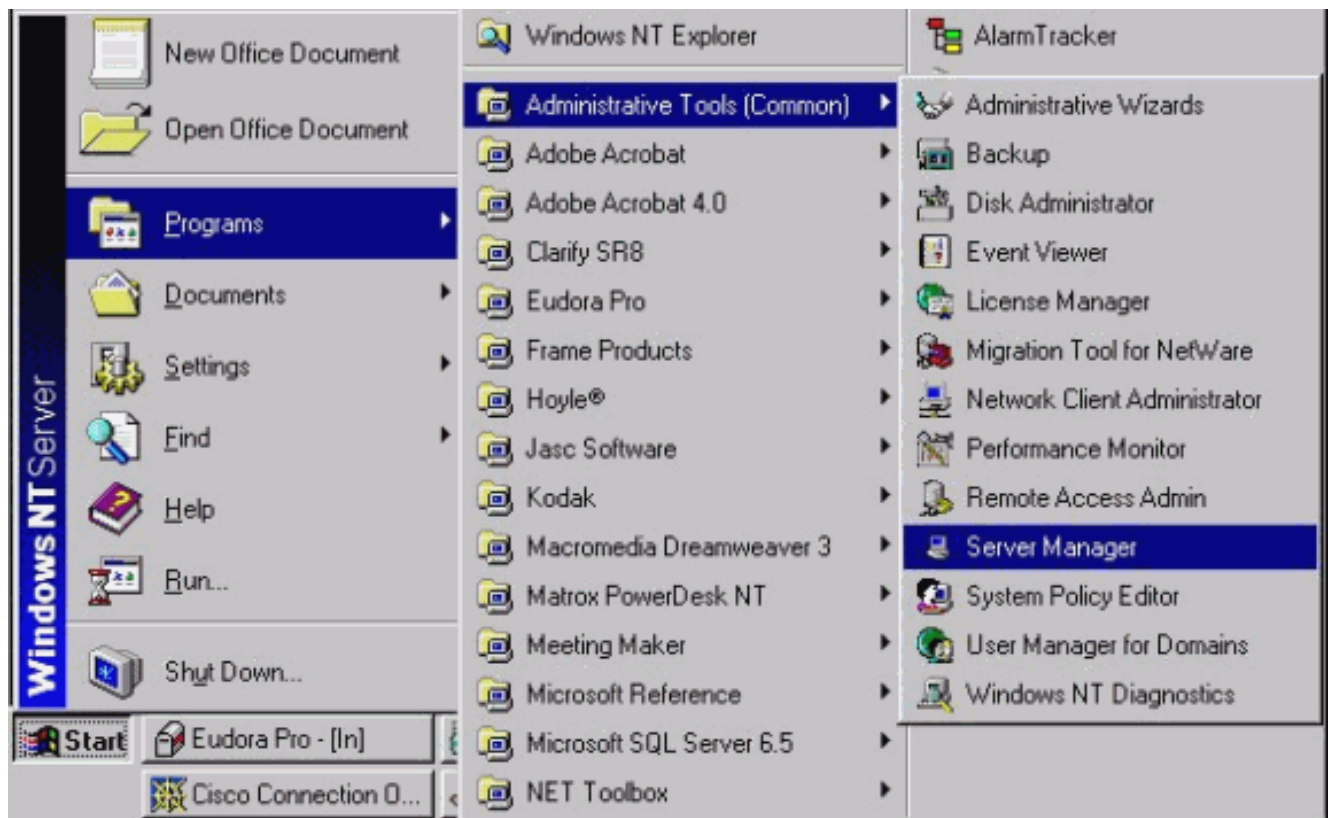 Windows NT Server
New Office Document
Open Office Document
Programs
Documents
Settings
Find
Help
Run...
Shut Down...
Start
Eudora Pro - [In]
Cisco Connection O...
Windows NT Explorer
Administrative Tools (Common)
Adobe Acrobat
Adobe Acrobat 4.0
Clarify SR8
Eudora Pro
Frame Products
Hoyle®
Jasc Software
Kodak
Macromedia Dreamweaver 3
Matrox PowerDesk NT
Meeting Maker
Microsoft Reference
Microsoft SQL Server 6.5
NET Toolbox
AlarmTracker
Administrative Wizards
Backup
Disk Administrator
Event Viewer
License Manager
Migration Tool for NetWare
Network Client Administrator
Performance Monitor
Remote Access Admin
Server Manager
System Policy Editor
User Manager for Domains
Windows NT Diagnostics